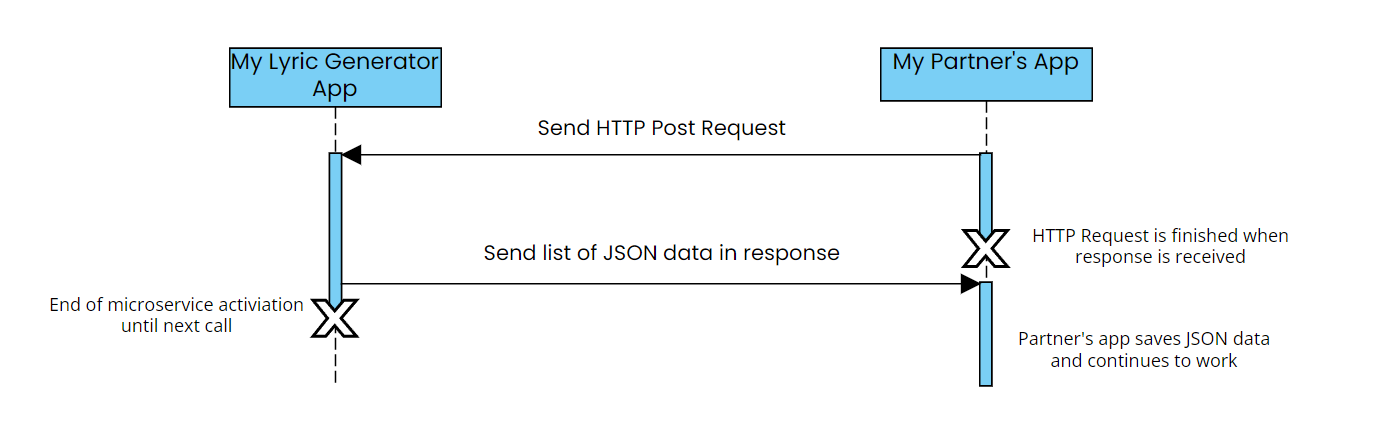 My Lyric Generator
App
My Partner's App
Send HTTP Post Request
HTTP Request is finished when
response is received
Send list of JSON data in response
End of microservice activiation
until next call
Partner's app saves JSON data
and continues to work